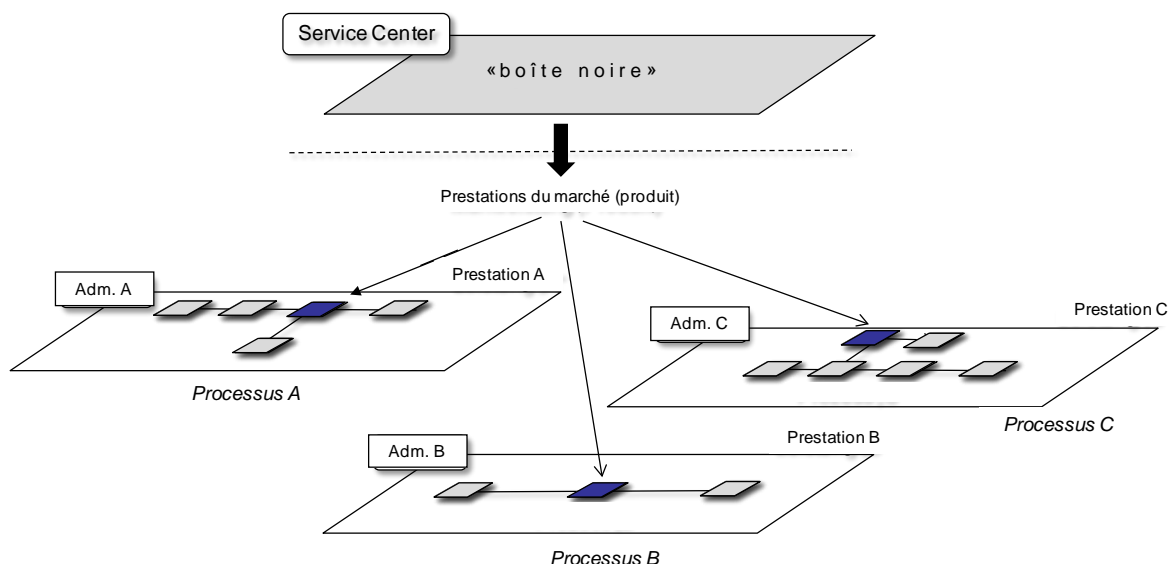 Service Center
«boîte noire»
Prestations du marché (produit)
Adm. A
Prestation A
Processus A
Adm. C
Prestation C
Processus C
Adm. B
Prestation B
Processus B